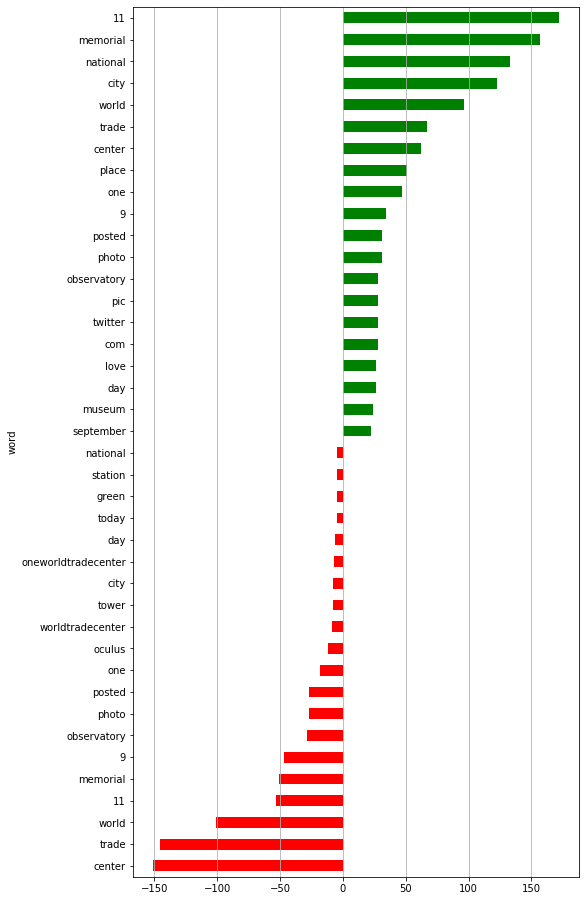 11
memorial
national
city
world
trade
center
place
one
9
posted
photo
observatory
pic
twitter
com
love
day
museum
september
word
national
station
green
today
day
oneworldtradecenter
city
tower
worldtradecenter
oculus
one
posted
photo
observatory
9
memorial
11
world
trade
center
−150 −100 −50 0 50 100 150